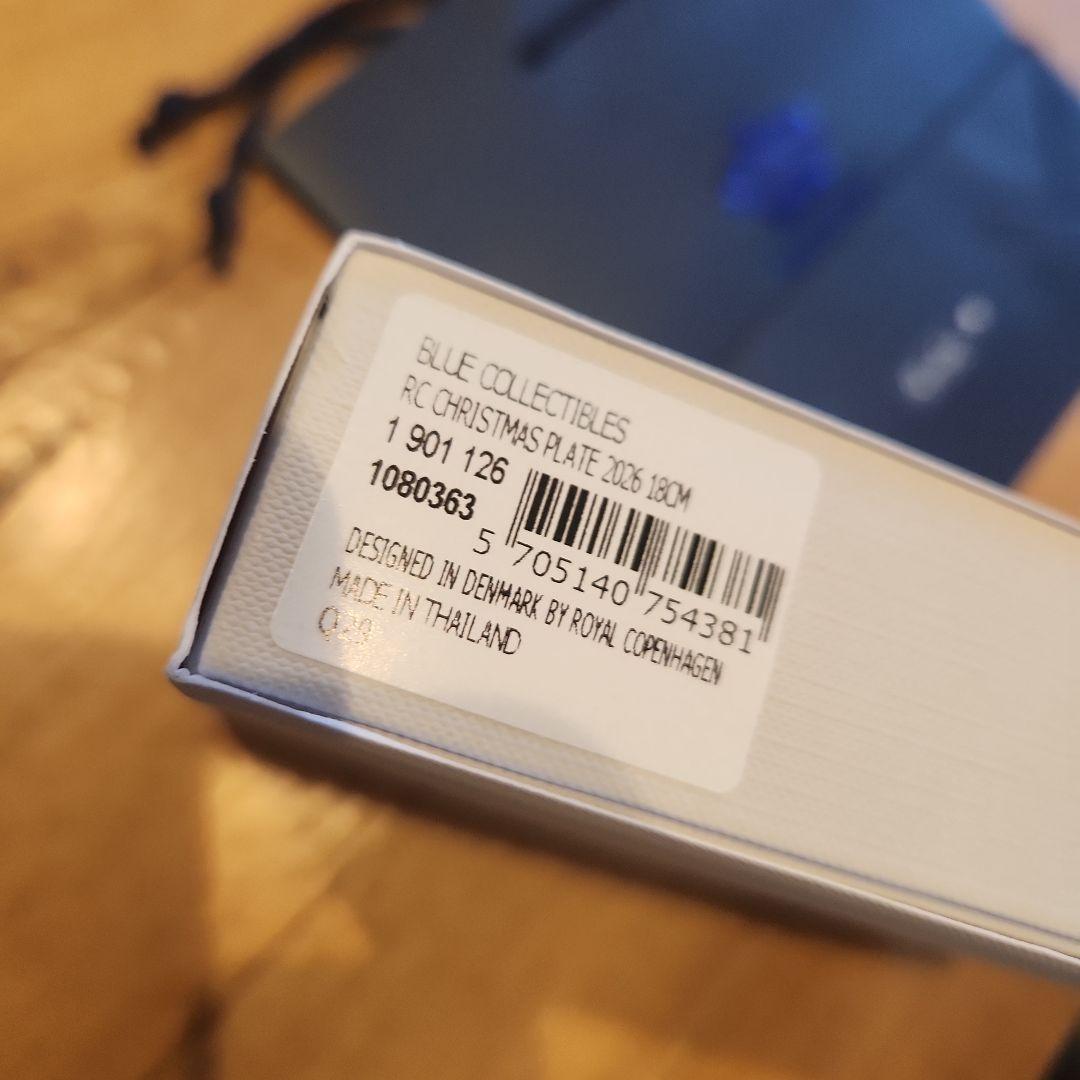 BLUE COLLECTIBLES
RC CHRISTMAS PLATE 2026 18CM
1 901 126
1080363
5 705140 754381
DESIGNED IN DENMARK BY ROYAL COPENHAGEN
MADE IN THAILAND